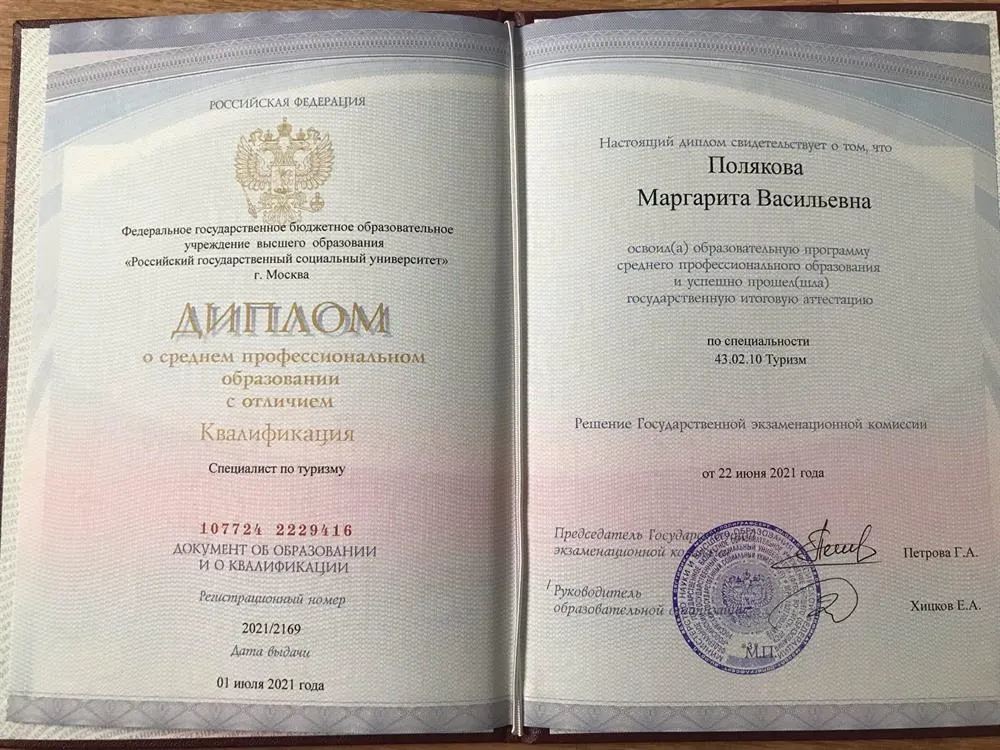 РОССИЙСКАЯ ФЕДЕРАЦИЯ
Федеральное государственное бюджетное образовательное
учреждение высшего образования
«Российский государственный социальный университет»
г. Москва
ДИПЛОМ
о среднем профессиональном
образовании
с отличием
Квалификация
Специалист по туризму
107724 2229416
ДОКУМЕНТ ОБ ОБРАЗОВАНИИ
И О КВАЛИФИКАЦИИ
Регистрационный номер
2021/2169
Дата выдачи
01 июля 2021 года
Настоящий диплом свидетельствует о том, что
Полякова
Маргарита Васильевна
освоил(а) образовательную программу
среднего профессионального образования
и успешно прошел(шла)
государственную итоговую аттестацию
по специальности
43.02.10 Туризм
Решение Государственной экзаменационной комиссии
от 22 июня 2021 года
Председатель
экзаменационной
Петрова Г.А.
Руководитель
образовательной
Хицков Е.А.
М.П.